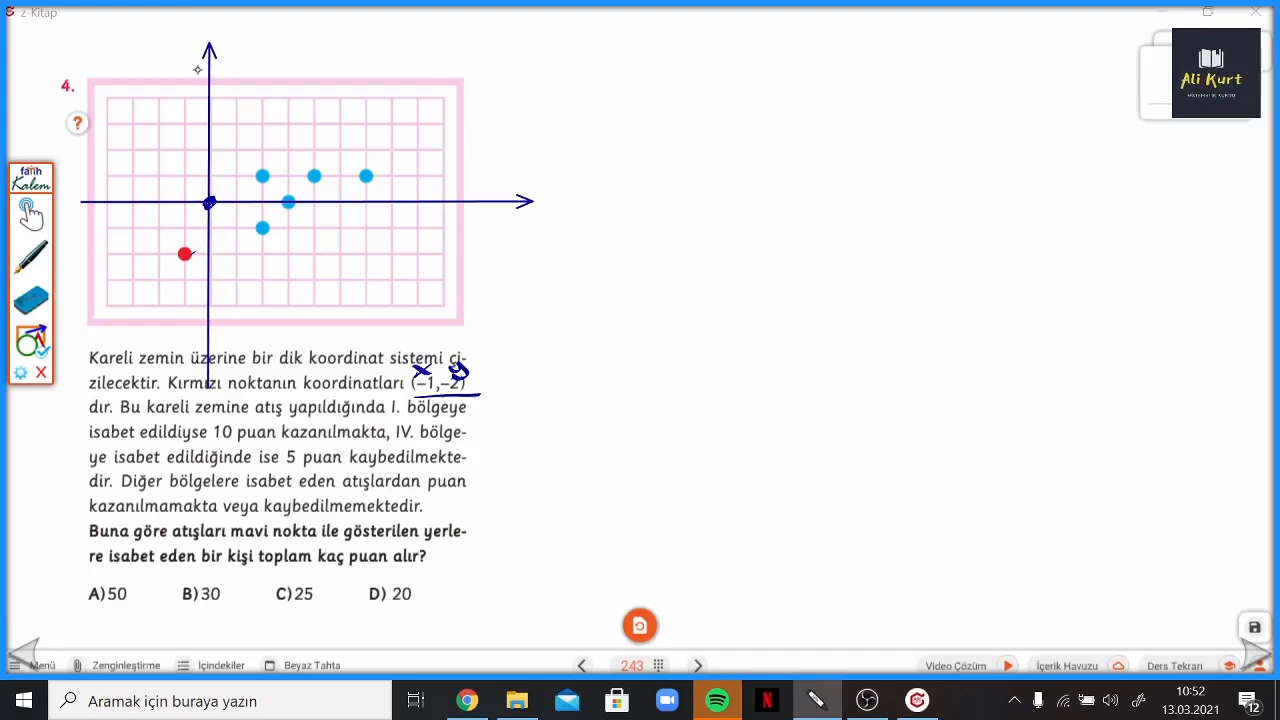 z-Kitap
Ali Kurt
MATEMATİK KURDU
4.
?
fatih
Kalem
Kareli zemin üzerine bir dik koordinat sistemi çi-
zilecektir. Kırmızı noktanın koordinatları (–1,–2)
x y
dır. Bu kareli zemine atış yapıldığında I. bölgeye
isabet edildiyse 10 puan kazanılmakta, IV. bölge-
ye isabet edildiğinde ise 5 puan kaybedilmekte-
dir. Diğer bölgelere isabet eden atışlardan puan
kazanılmamakta veya kaybedilmemektedir.
Buna göre atışları mavi nokta ile gösterilen yerle-
re isabet eden bir kişi toplam kaç puan alır?
A)50 B)30 C)25 D) 20
Menü Zenginleştirme İçindekiler Beyaz Tahta 243 Video Çözüm İçerik Havuzu Ders Tekrarı
Aramak için buraya yazın
10:52
13.03.2021
12